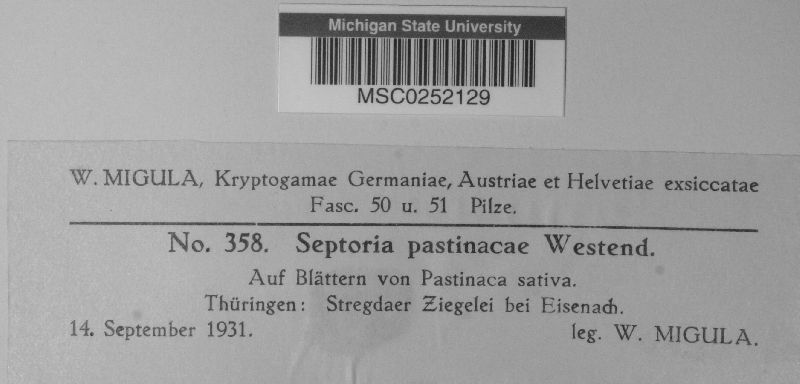 Michigan State University
MSC0252129
W. MIGULA, Kryptogamae Germaniae, Austriae et Helvetiae exsiccatae
Fasc. 50 u. 51 Pilze.
No. 358. Septoria pastinacae Westend.
Auf Blättern von Pastinaca sativa.
Thüringen: Stregdaer Ziegelei bei Eisenach.
14. September 1931. leg. W. MIGULA.